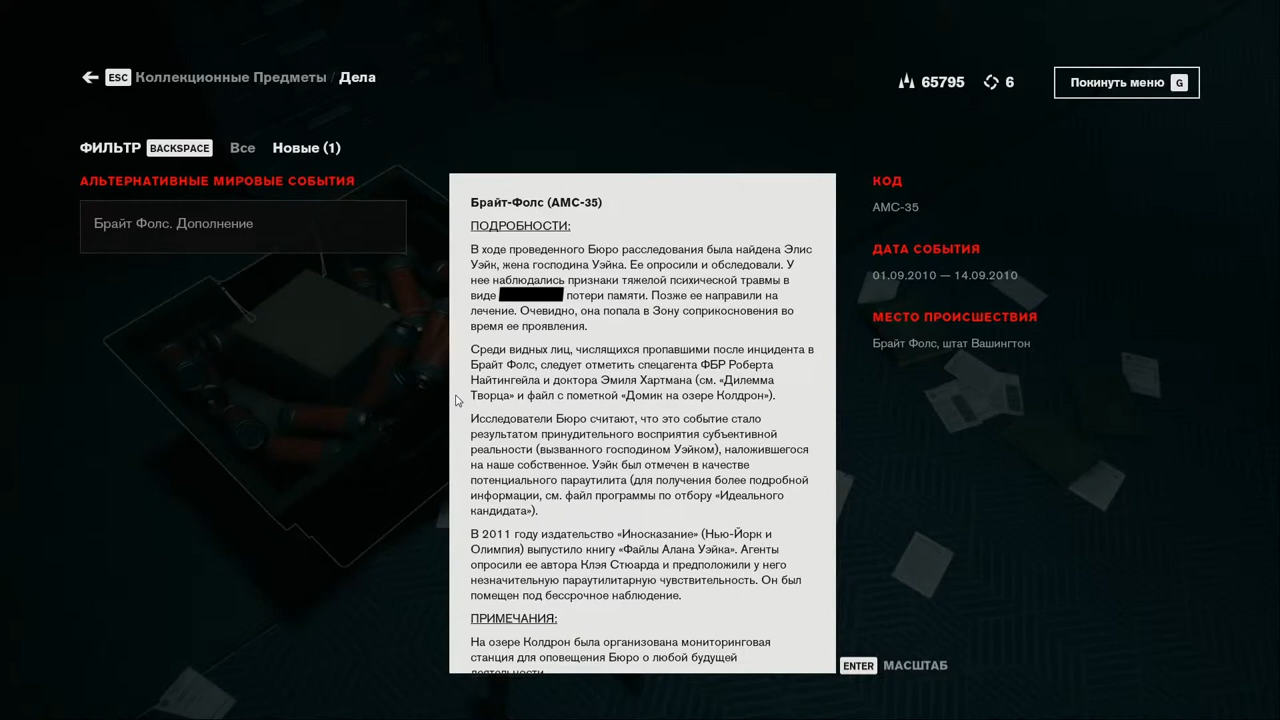 ESC Коллекционные Предметы / Дела
65795 6 Покинуть меню G
ФИЛЬТР BACKSPACE Все Новые (1)
АЛЬТЕРНАТИВНЫЕ МИРОВЫЕ СОБЫТИЯ
Брайт Фолс. Дополнение
Брайт-Фолс (АМС-35)
ПОДРОБНОСТИ:
В ходе проведенного Бюро расследования была найдена Элис
Уэйк, жена господина Уэйка. Ее опросили и обследовали. У
нее наблюдались признаки тяжелой психической травмы в
виде потери памяти. Позже ее направили на
лечение. Очевидно, она попала в Зону соприкосновения во
время ее проявления.
Среди видных лиц, числящихся пропавшими после инцидента в
Брайт Фолс, следует отметить спецагента ФБР Роберта
Найтингейла и доктора Эмиля Хартмана (см. «Дилемма
Творца» и файл с пометкой «Домик на озере Колдрон»).
Исследователи Бюро считают, что это событие стало
результатом принудительного восприятия субъективной
реальности (вызванного господином Уэйком), наложившегося
на наше собственное. Уэйк был отмечен в качестве
потенциального параутилита (для получения более подробной
информации, см. файл программы по отбору «Идеального
кандидата»).
В 2011 году издательство «Иносказание» (Нью-Йорк и
Олимпия) выпустило книгу «Файлы Алана Уэйка». Агенты
опросили ее автора Клэя Стюарда и предположили у него
незначительную параутилитарную чувствительность. Он был
помещен под бессрочное наблюдение.
ПРИМЕЧАНИЯ:
На озере Колдрон была организована мониторинговая
станция для оповещения Бюро о любой будущей
деятельности.
КОД
АМС-35
ДАТА СОБЫТИЯ
01.09.2010 — 14.09.2010
МЕСТО ПРОИСШЕСТВИЯ
Брайт Фолс, штат Вашингтон
ENTER МАСШТАБ